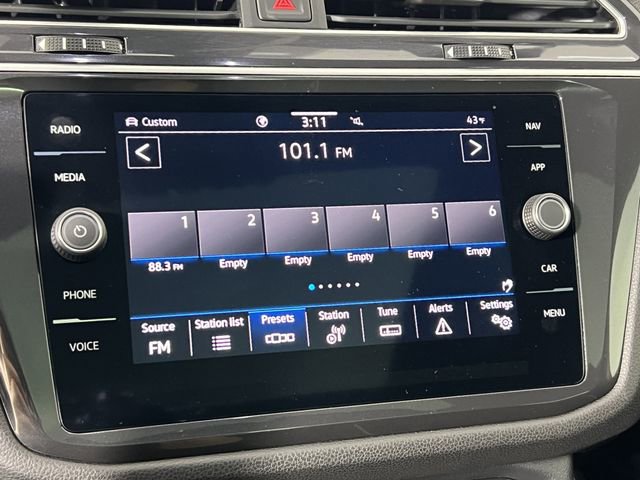 RADIO
MEDIA
PHONE
VOICE
Custom
3:11
43°F
101.1 FM
1
2
3
4
5
6
88.3 FM
Empty
Empty
Empty
Empty
Empty
Source
FM
Station list
Presets
Station
Tune
Alerts
Settings
NAV
APP
CAR
MENU